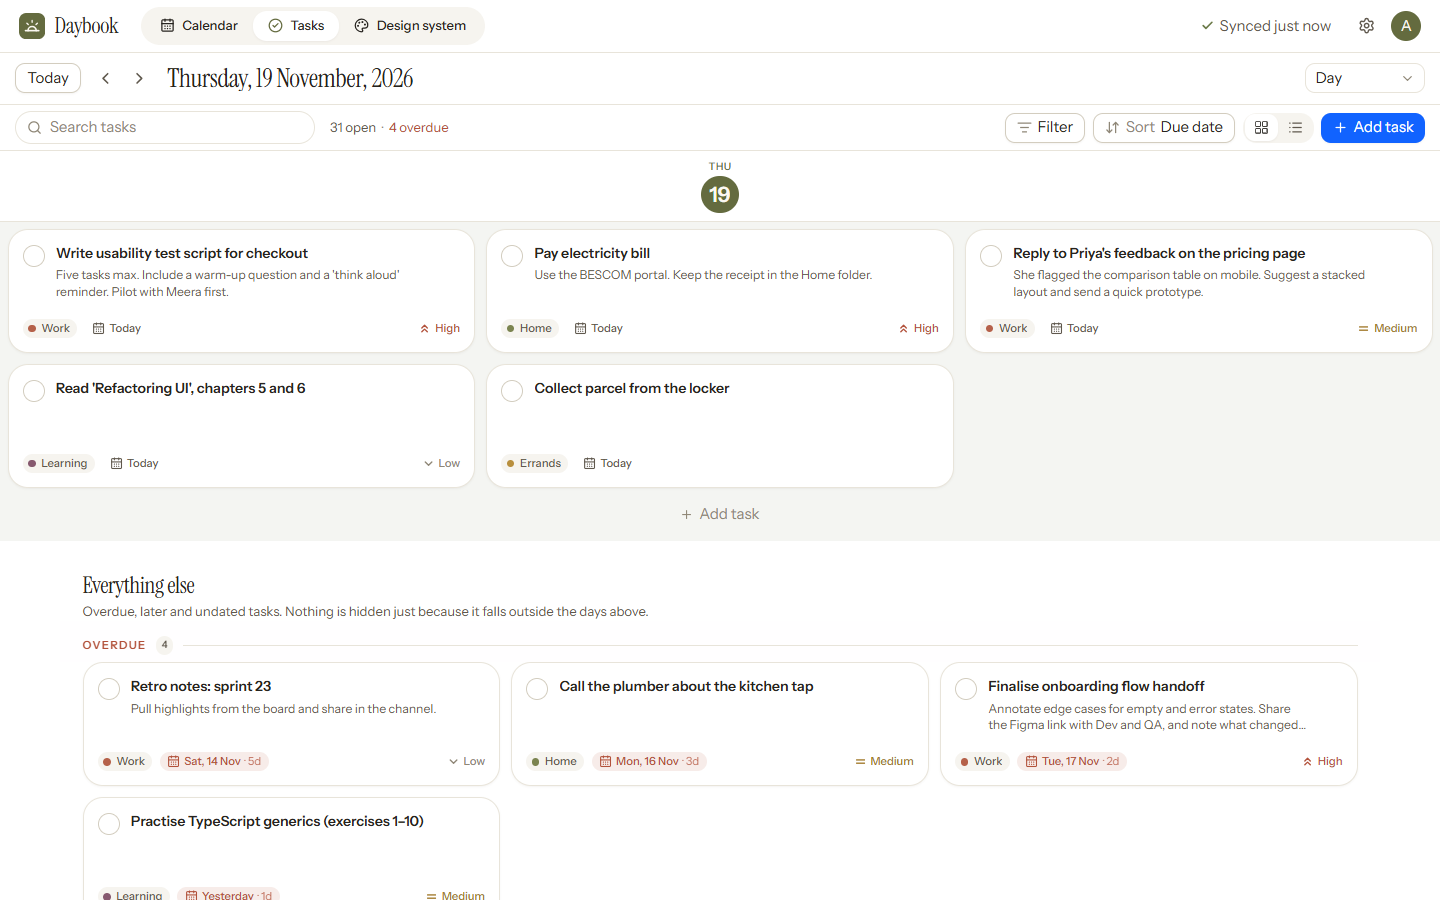 Daybook
Calendar
Tasks
Design system
Synced just now
A
Today
Thursday, 19 November, 2026
Day
Search tasks
31 open · 4 overdue
Filter
Sort Due date
Add task
THU
19
Write usability test script for checkout
Five tasks max. Include a warm-up question and a 'think aloud'
reminder. Pilot with Meera first.
Work
Today
High
Pay electricity bill
Use the BESCOM portal. Keep the receipt in the Home folder.
Home
Today
High
Reply to Priya's feedback on the pricing page
She flagged the comparison table on mobile. Suggest a stacked
layout and send a quick prototype.
Work
Today
Medium
Read 'Refactoring UI', chapters 5 and 6
Learning
Today
Low
Collect parcel from the locker
Errands
Today
Add task
Everything else
Overdue, later and undated tasks. Nothing is hidden just because it falls outside the days above.
OVERDUE 4
Retro notes: sprint 23
Pull highlights from the board and share in the channel.
Work
Sat, 14 Nov · 5d
Low
Call the plumber about the kitchen tap
Home
Mon, 16 Nov · 3d
Medium
Finalise onboarding flow handoff
Annotate edge cases for empty and error states. Share
the Figma link with Dev and QA, and note what changed...
Work
Tue, 17 Nov · 2d
High
Practise TypeScript generics (exercises 1–10)
Learning
Yesterday · 1d
Medium